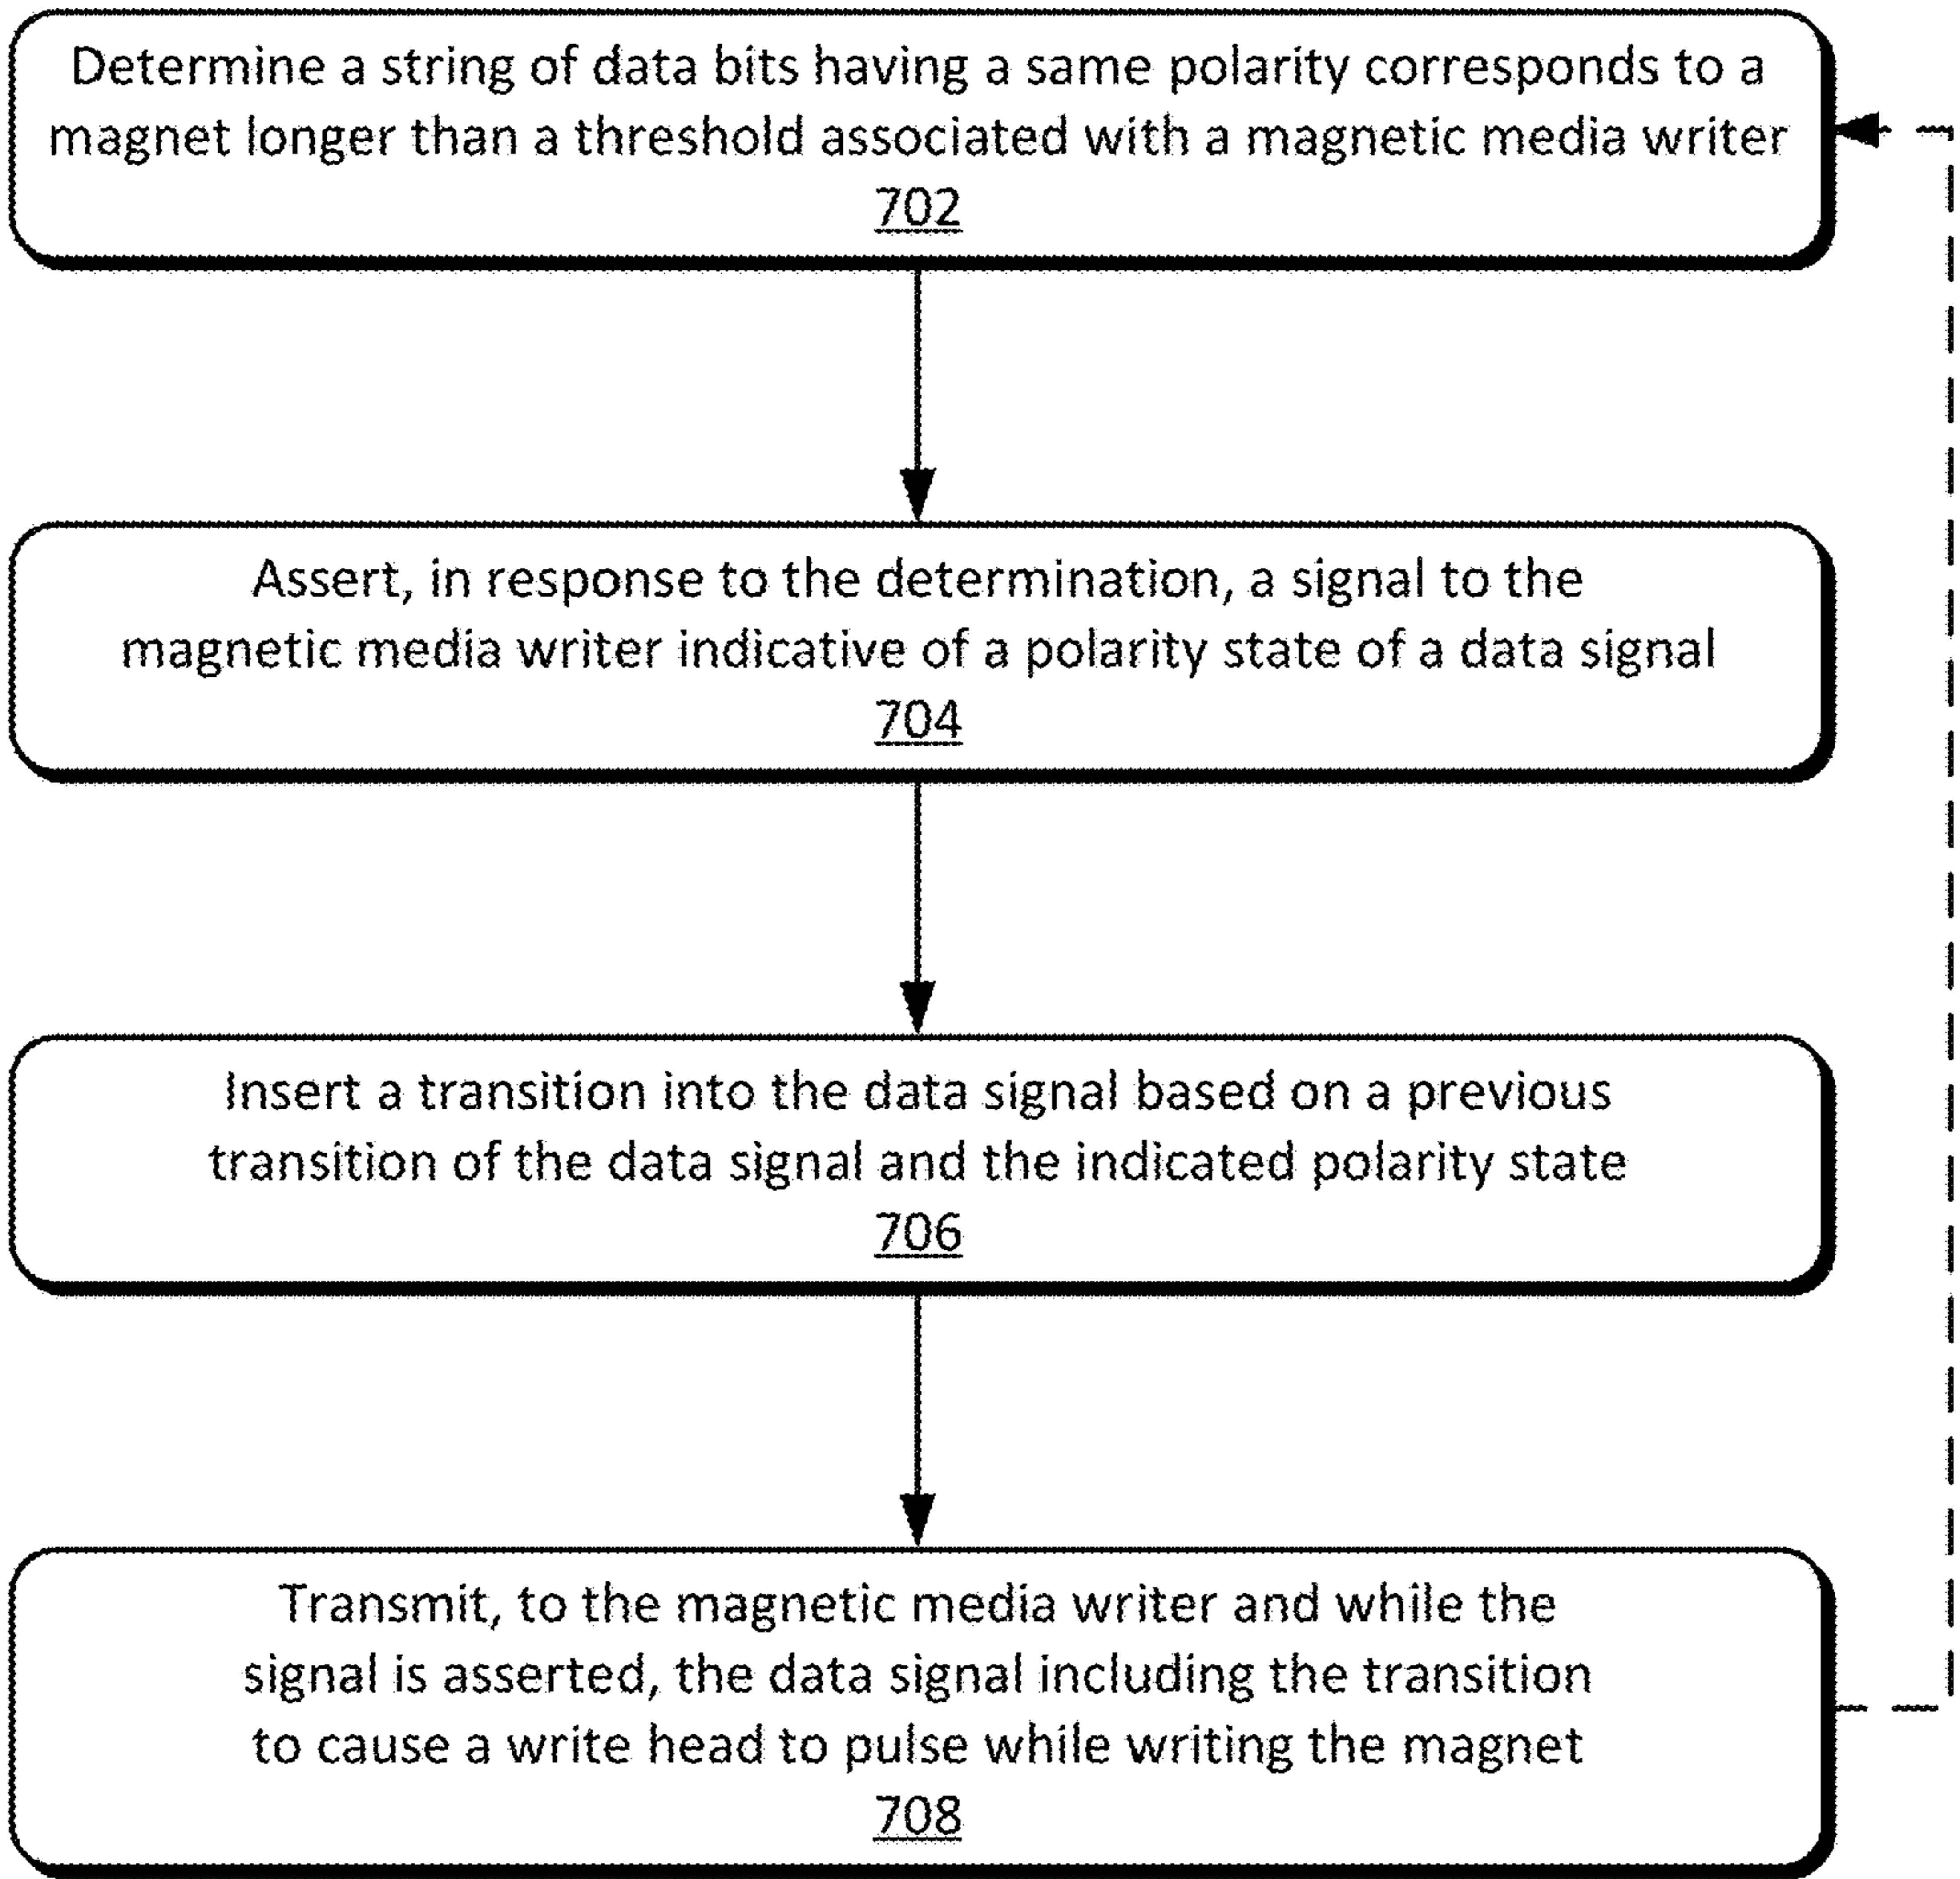 Determine a string of data bits having a same polarity corresponds to a
magnet longer than a threshold associated with a magnetic media writer
702
Assert, in response to the determination, a signal to the
magnetic media writer indicative of a polarity state of a data signal
704
Insert a transition into the data signal based on a previous
transition of the data signal and the indicated polarity state
706
Transmit, to the magnetic media writer and while the
signal is asserted, the data signal including the transition
to cause a write head to pulse while writing the magnet
708